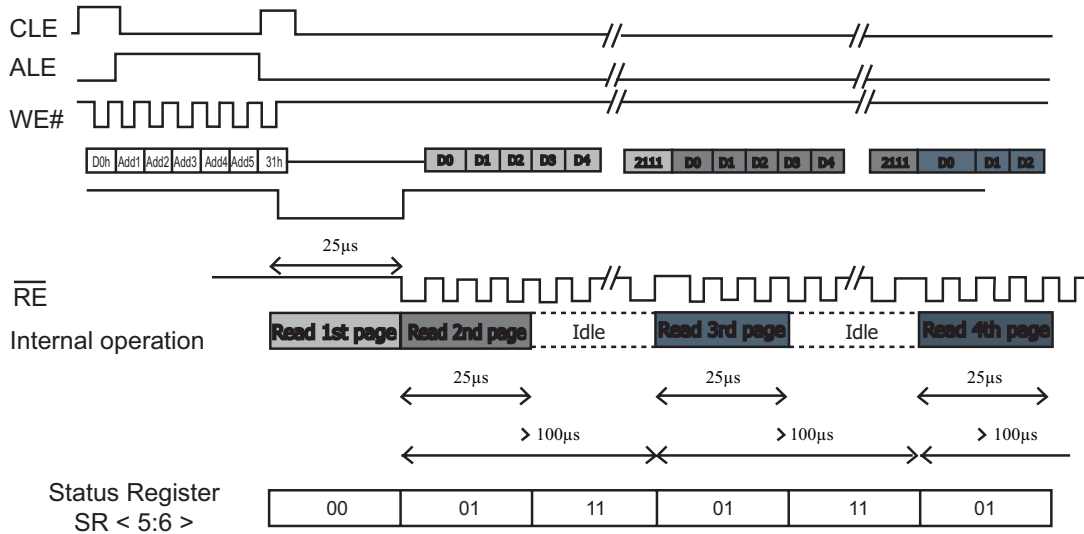 CLE
ALE
WE#
D0h Add1 Add2 Add3 Add4 Add5 31h D0 D1 D2 D3 D4 2111 D0 D1 D2 D3 D4 2111 D0 D1 D2
25µs
RE
Internal operation Read 1st page Read 2nd page Idle Read 3rd page Idle Read 4th page
25µs 25µs 25µs
> 100µs > 100µs > 100µs
Status Register
SR < 5:6 > 00 01 11 01 11 01